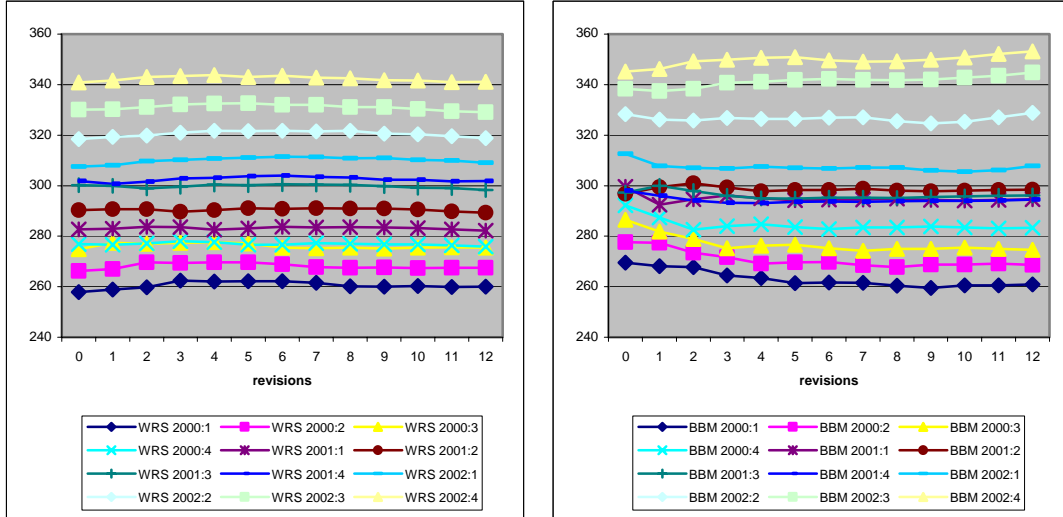 360
340
320
300
280
260
240
0 1 2 3 4 5 6 7 8 9 10 11 12
revisions
WRS 2000:1 WRS 2000:2 WRS 2000:3
WRS 2000:4 WRS 2001:1 WRS 2001:2
WRS 2001:3 WRS 2001:4 WRS 2002:1
WRS 2002:2 WRS 2002:3 WRS 2002:4
360
340
320
300
280
260
240
0 1 2 3 4 5 6 7 8 9 10 11 12
revisions
BBM 2000:1 BBM 2000:2 BBM 2000:3
BBM 2000:4 BBM 2001:1 BBM 2001:2
BBM 2001:3 BBM 2001:4 BBM 2002:1
BBM 2002:2 BBM 2002:3 BBM 2002:4